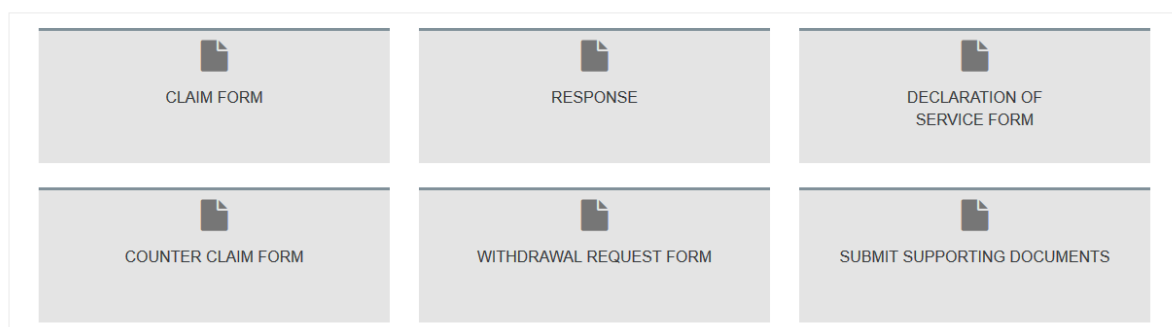 CLAIM FORM
RESPONSE
DECLARATION OF
SERVICE FORM
COUNTER CLAIM FORM
WITHDRAWAL REQUEST FORM
SUBMIT SUPPORTING DOCUMENTS